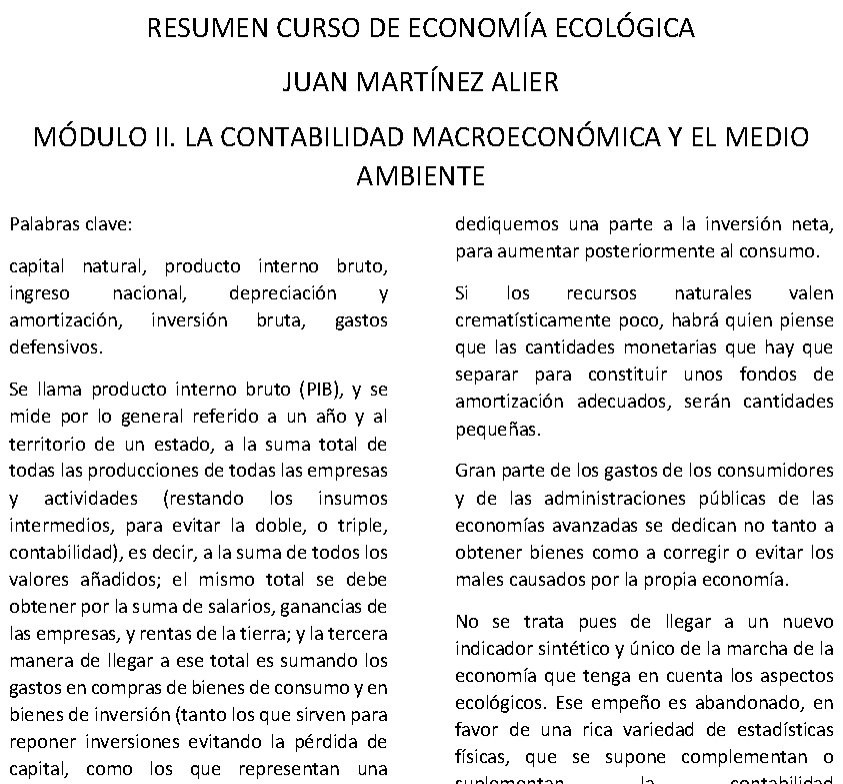 RESUMEN CURSO DE ECONOMÍA ECOLÓGICA
JUAN MARTÍNEZ ALIER
MÓDULO II. LA CONTABILIDAD MACROECONÓMICA Y EL MEDIO
AMBIENTE
Palabras clave:
capital natural, producto interno bruto,
ingreso nacional, depreciación y
amortización, inversión bruta, gastos
defensivos.
Se llama producto interno bruto (PIB), y se
mide por lo general referido a un año y al
territorio de un estado, a la suma total de
todas las producciones de todas las empresas
y actividades (restando los insumos
intermedios, para evitar la doble, o triple,
contabilidad), es decir, a la suma de todos los
valores añadidos; el mismo total se debe
obtener por la suma de salarios, ganancias de
las empresas, y rentas de la tierra; y la tercera
manera de llegar a ese total es sumando los
gastos en compras de bienes de consumo y en
bienes de inversión (tanto los que sirven para
reponer inversiones evitando la pérdida de
capital, como los que representan una
dediquemos una parte a la inversión neta,
para aumentar posteriormente al consumo.
Si los recursos naturales valen
crematísticamente poco, habrá quien piense
que las cantidades monetarias que hay que
separar para constituir unos fondos de
amortización adecuados, serán cantidades
pequeñas.
Gran parte de los gastos de los consumidores
y de las administraciones públicas de las
economías avanzadas se dedican no tanto a
obtener bienes como a corregir o evitar los
males causados por la propia economía.
No se trata pues de llegar a un nuevo
indicador sintético y único de la marcha de la
economía que tenga en cuenta los aspectos
ecológicos. Ese empeño es abandonado, en
favor de una rica variedad de estadísticas
físicas, que se supone complementan o
suplementan la contabilidad